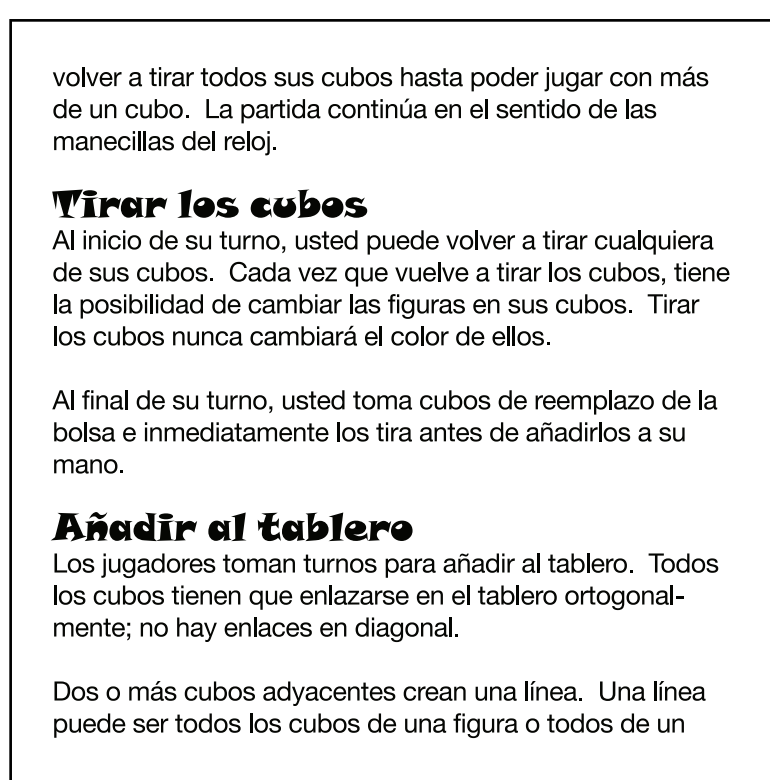 volver a tirar todos sus cubos hasta poder jugar con más
de un cubo.  La partida continúa en el sentido de las
manecillas del reloj.
Tirar los cubos
Al inicio de su turno, usted puede volver a tirar cualquiera
de sus cubos.  Cada vez que vuelve a tirar los cubos, tiene
la posibilidad de cambiar las figuras en sus cubos.  Tirar
los cubos nunca cambiará el color de ellos.
Al final de su turno, usted toma cubos de reemplazo de la
bolsa e inmediatamente los tira antes de añadirlos a su
mano.
Añadir al tablero
Los jugadores toman turnos para añadir al tablero.  Todos
los cubos tienen que enlazarse en el tablero ortogonal-
mente; no hay enlaces en diagonal.
Dos o más cubos adyacentes crean una línea.  Una línea
puede ser todos los cubos de una figura o todos de un